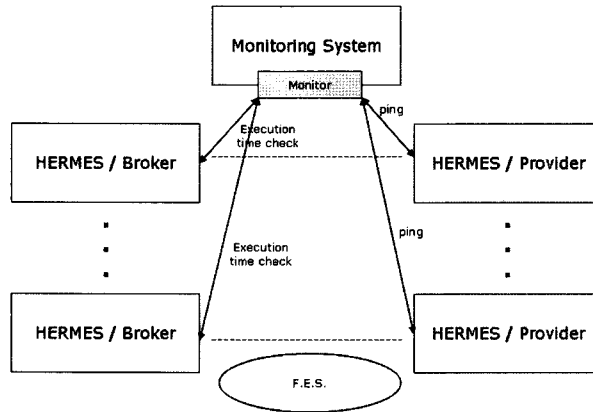 Monitoring System
Monitor
ping
Execution
time check
HERMES / Broker
HERMES / Provider
Execution
time check
ping
HERMES / Broker
HERMES / Provider
F.E.S.